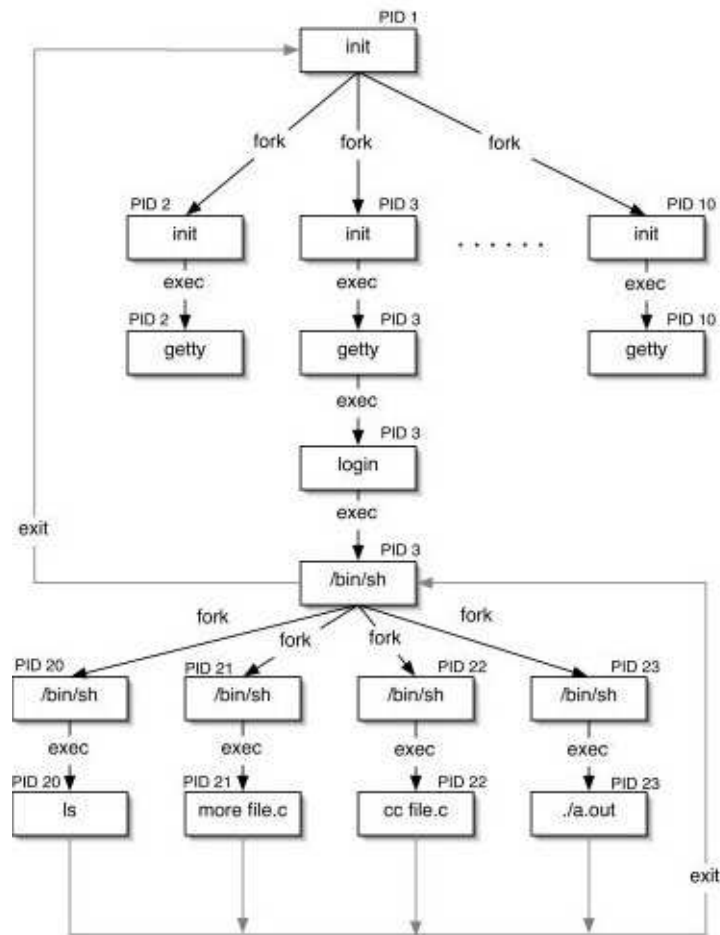 PID 1
init
fork
fork
fork
PID 2
PID 3
PID 10
init
init
. . . . . .
init
exec
exec
exec
PID 2
PID 3
PID 10
getty
getty
getty
exec
PID 3
login
exec
exit
PID 3
/bin/sh
fork
fork
fork
fork
PID 20
PID 21
PID 22
PID 23
/bin/sh
/bin/sh
/bin/sh
/bin/sh
exec
exec
exec
exec
PID 20
PID 21
PID 22
PID 23
ls
more file.c
cc file.c
./a.out
exit